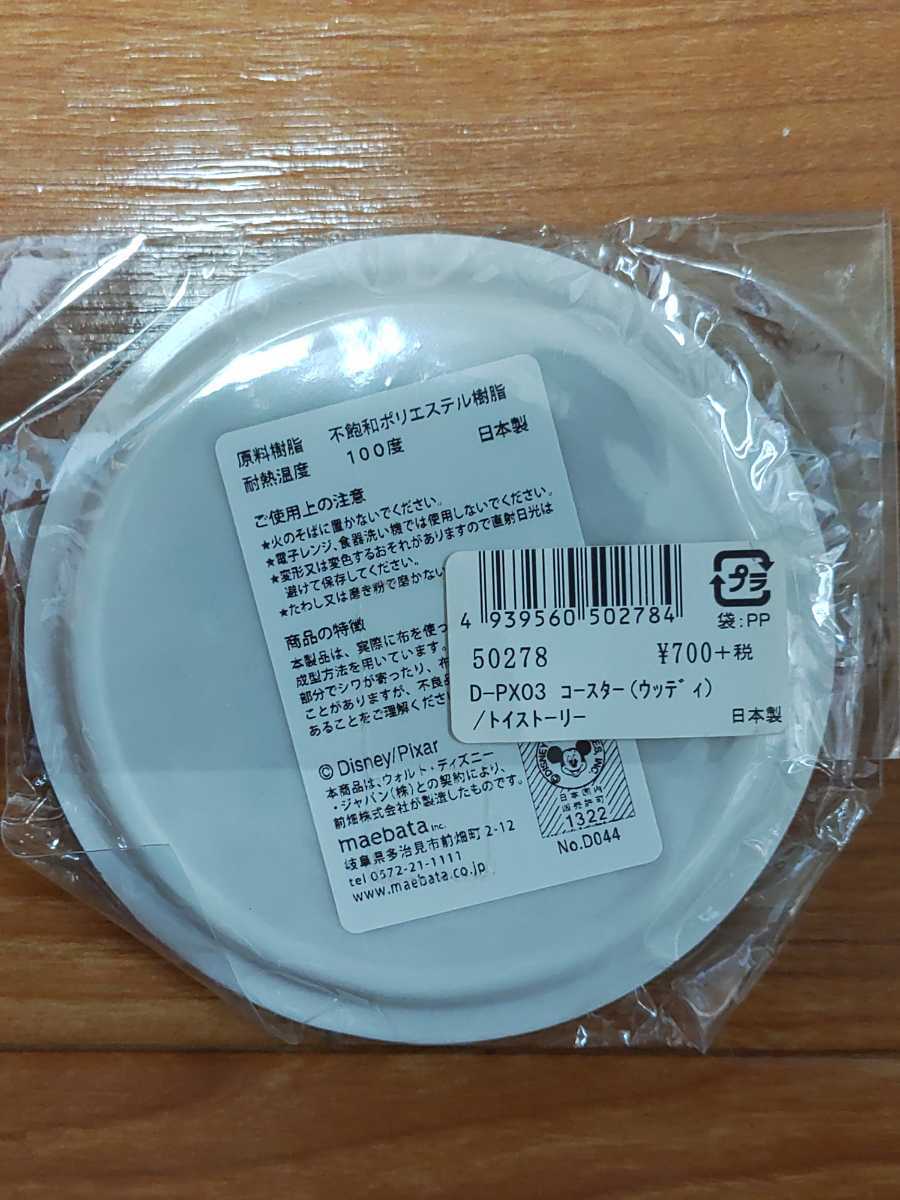 原料樹脂 不飽和ポリエステル樹脂
耐熱温度 100度 日本製
ご使用上の注意
★火のそばに置かないでください。
★電子レンジ、食器洗い機では使用しないでください。
★変形又は変色するおそれがありますので直射日光は
避けて保存してください。
★たわし又は磨き粉で磨かない
商品の特徴
本製品は、実際に布を使っ
成型方法を用いています。
部分でシワが寄ったり、布
ことがありますが、不良品
あることをご理解くださ
© Disney/Pixar
本商品は、ウォルト・ディズニー
・ジャパン(株)との契約により、
前畑株式会社が製造したものです。
maebata inc.
岐阜県多治見市前畑町2-12
tel 0572-21-1111
www.maebata.co.jp
日本国内
販売許可
1322
No.D044
4 939560 502784
プラ
袋:PP
50278 ¥700+税
D-PX03 コースター(ウッディ)
/トイストーリー 日本製